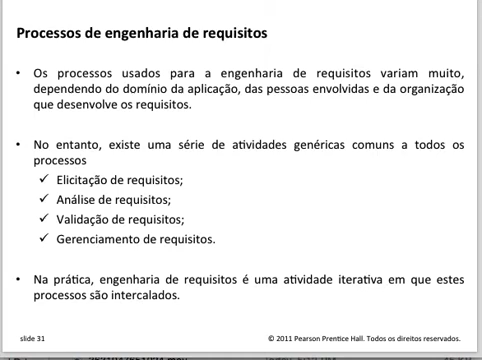 Processos de engenharia de requisitos
• Os processos usados para a engenharia de requisitos variam muito,
dependendo do domínio da aplicação, das pessoas envolvidas e da organização
que desenvolve os requisitos.
• No entanto, existe uma série de atividades genéricas comuns a todos os
processos
✓ Elicitação de requisitos;
✓ Análise de requisitos;
✓ Validação de requisitos;
✓ Gerenciamento de requisitos.
• Na prática, engenharia de requisitos é uma atividade iterativa em que estes
processos são intercalados.
slide 31
© 2011 Pearson Prentice Hall. Todos os direitos reservados.